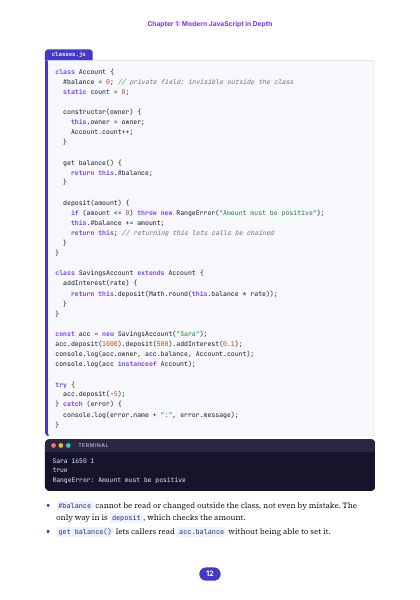 Chapter 1: Modern JavaScript in Depth
classes.js
class Account {
  #balance = 0; // private field: invisible outside the class
  static count = 0;

  constructor(owner) {
    this.owner = owner;
    Account.count++;
  }

  get balance() {
    return this.#balance;
  }

  deposit(amount) {
    if (amount <= 0) throw new RangeError("Amount must be positive");
    this.#balance += amount;
    return this; // returning this lets calls be chained
  }
}

class SavingsAccount extends Account {
  addInterest(rate) {
    return this.deposit(Math.round(this.balance * rate));
  }
}

const acc = new SavingsAccount("Sara");
acc.deposit(1000).deposit(500).addInterest(0.1);
console.log(acc.owner, acc.balance, Account.count);
console.log(acc instanceof Account);

try {
  acc.deposit(-5);
} catch (error) {
  console.log(error.name + ":", error.message);
}
TERMINAL
Sara 1650 1
true
RangeError: Amount must be positive
• #balance cannot be read or changed outside the class, not even by mistake. The
only way in is deposit, which checks the amount.
• get balance() lets callers read acc.balance without being able to set it.
12